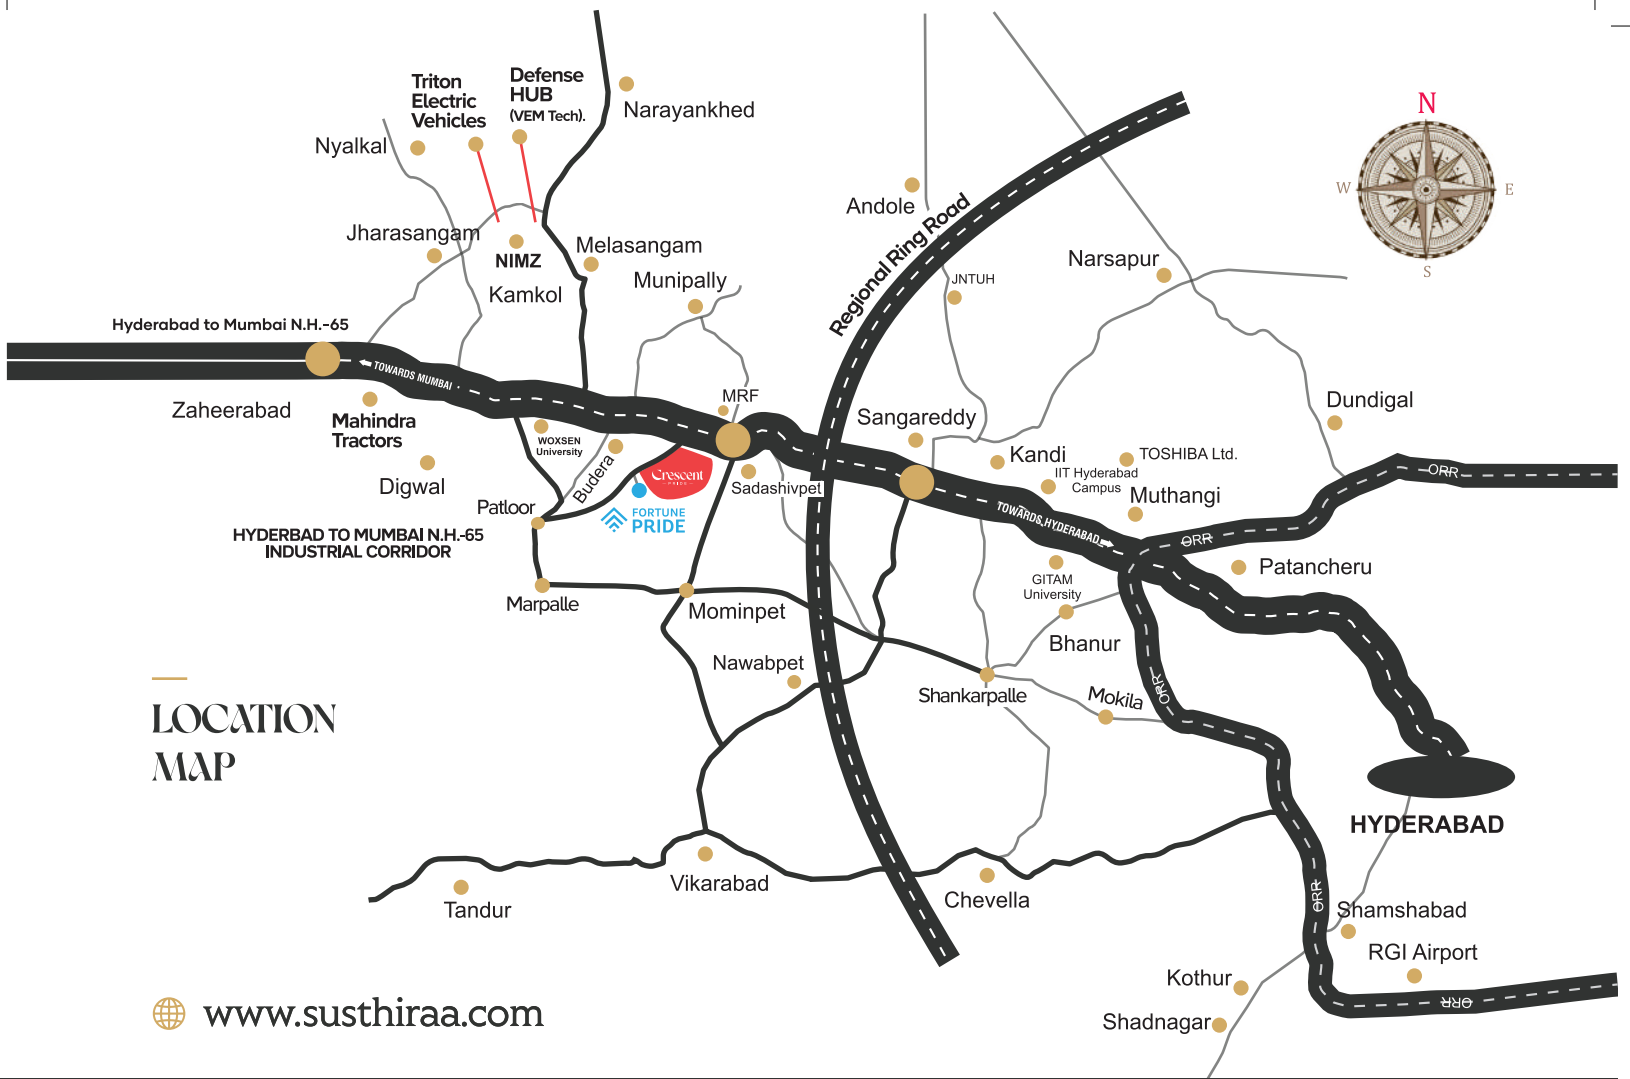 Triton
Electric
Vehicles
Defense
HUB
(VEM Tech).
Narayankhed
Nyalkal
N
W
E
S
Andole
Regional Ring Road
Jharasangam
NIMZ
Kamkol
Melasangam
Munipally
JNTUH
Narsapur
Hyderabad to Mumbai N.H.-65
TOWARDS MUMBAI
Zaheerabad
Mahindra
Tractors
Digwal
WOXSEN
University
MRF
Sangareddy
Dundigal
Kandi
TOSHIBA Ltd.
IIT Hyderabad
Campus
Muthangi
ORR
Budera
Crescent
PRIDE
Sadashivpet
Patloor
FORTUNE
PRIDE
TOWARDS HYDERABAD
ORR
HYDERBAD TO MUMBAI N.H.-65
INDUSTRIAL CORRIDOR
Patancheru
GITAM
University
Marpalle
Mominpet
Bhanur
Nawabpet
Shankarpalle
Mokila
ORR
LOCATION
MAP
HYDERABAD
Vikarabad
Tandur
Chevella
ORR
Shamshabad
RGI Airport
Kothur
ORR
Shadnagar
www.susthiraa.com